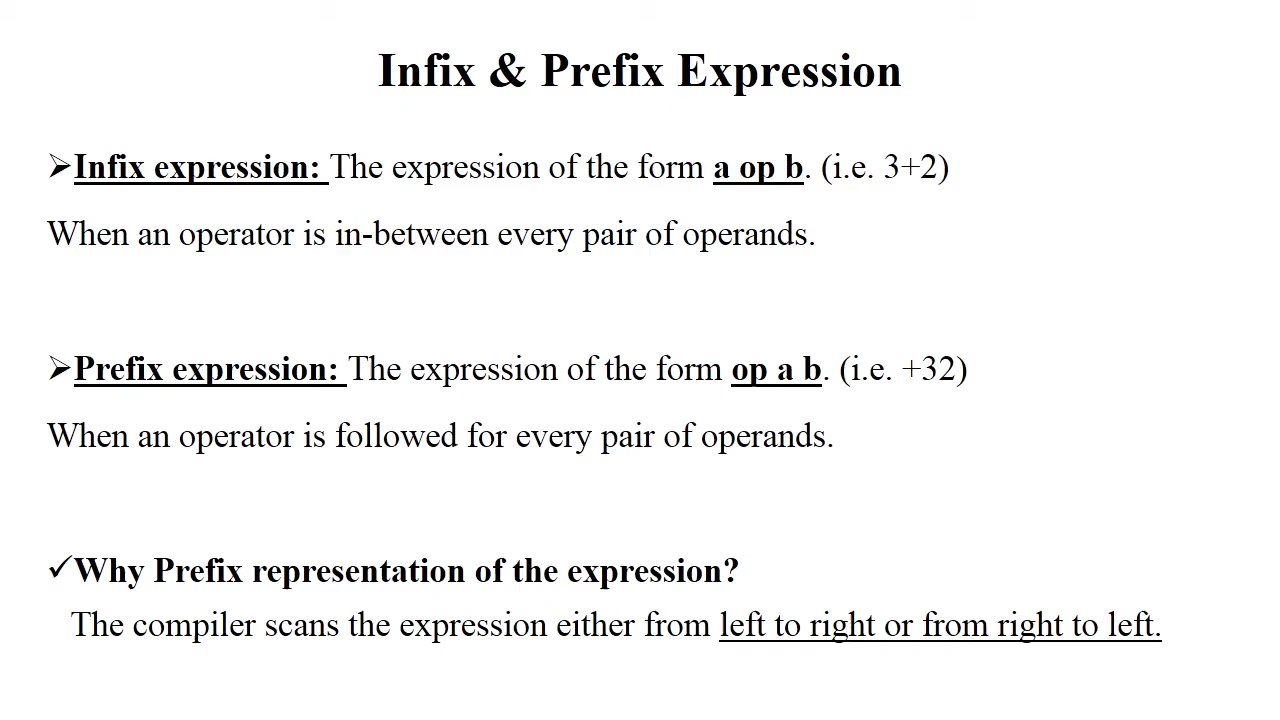 Infix & Prefix Expression
➢Infix expression: The expression of the form a op b. (i.e. 3+2)
When an operator is in-between every pair of operands.
➢Prefix expression: The expression of the form op a b. (i.e. +32)
When an operator is followed for every pair of operands.
✓Why Prefix representation of the expression?
The compiler scans the expression either from left to right or from right to left.